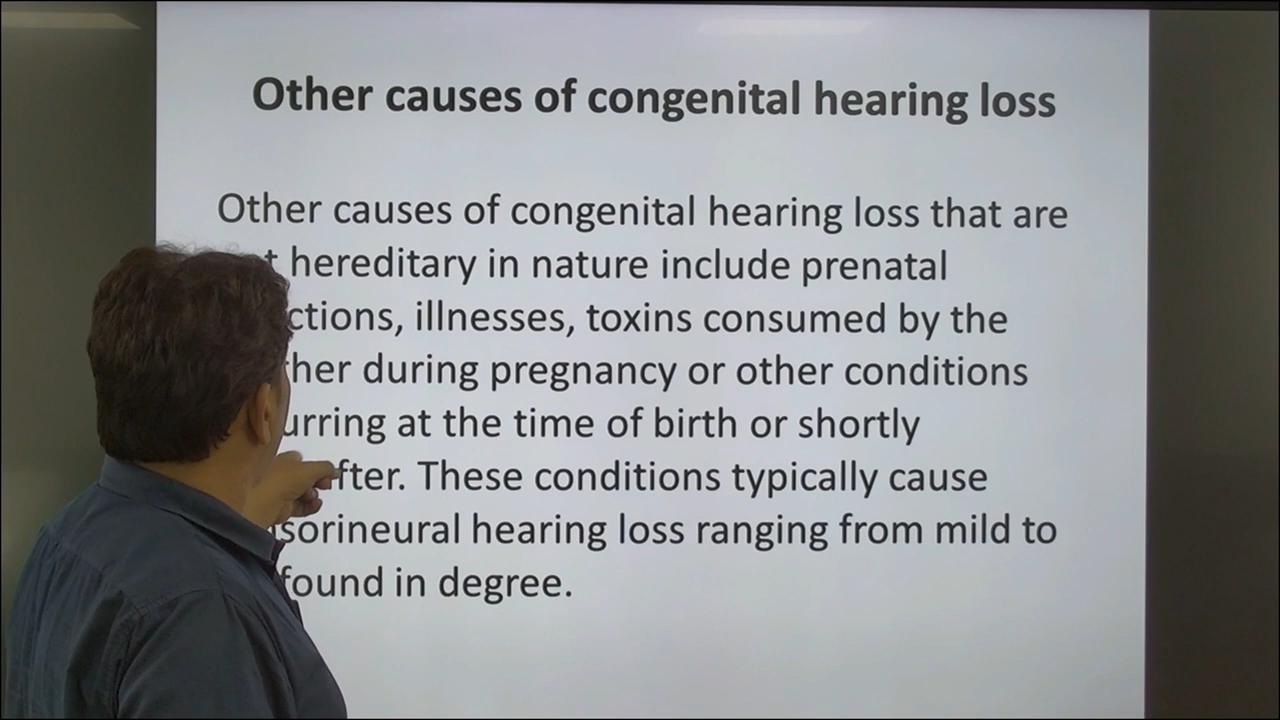 Other causes of congenital hearing loss
Other causes of congenital hearing loss that are
hereditary in nature include prenatal
illnesses, toxins consumed by the
during pregnancy or other conditions
at the time of birth or shortly
These conditions typically cause
hearing loss ranging from mild to
in degree.